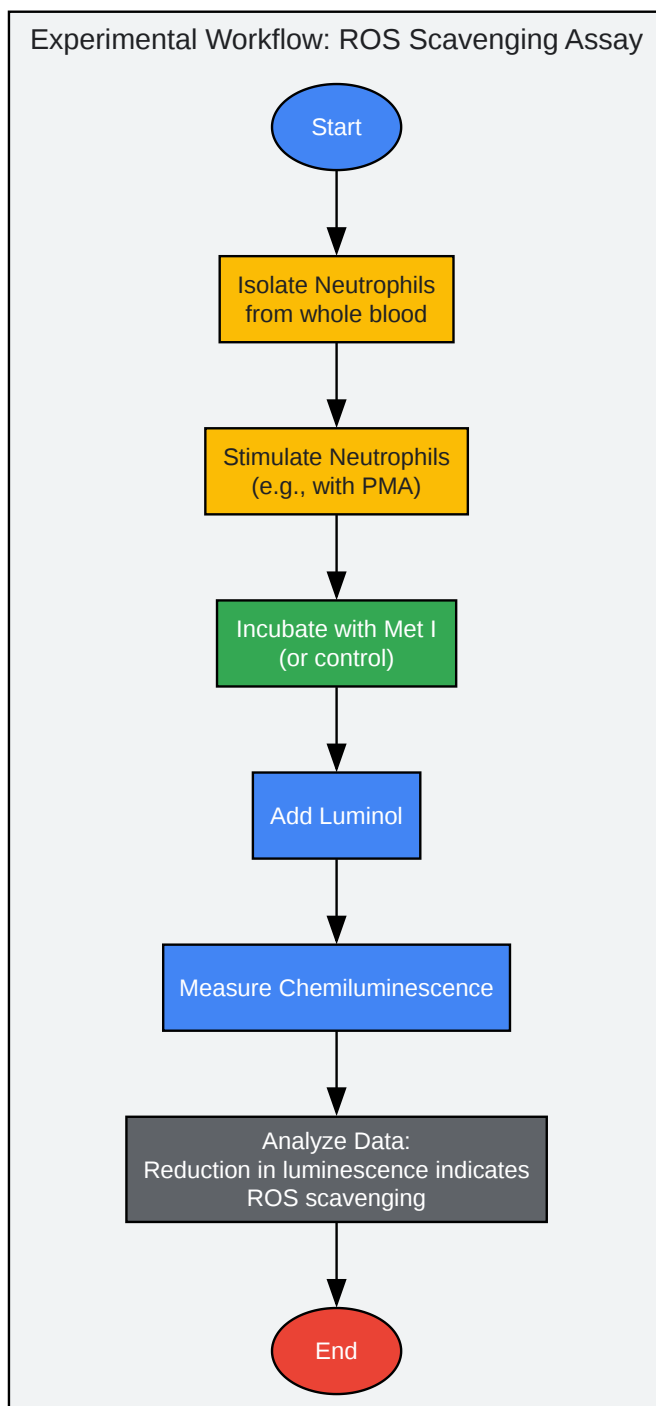 Experimental Workflow: ROS Scavenging Assay
Start
Isolate Neutrophils
from whole blood
Stimulate Neutrophils
(e.g., with PMA)
Incubate with Met I
(or control)
Add Luminol
Measure Chemiluminescence
Analyze Data:
Reduction in luminescence indicates
ROS scavenging
End